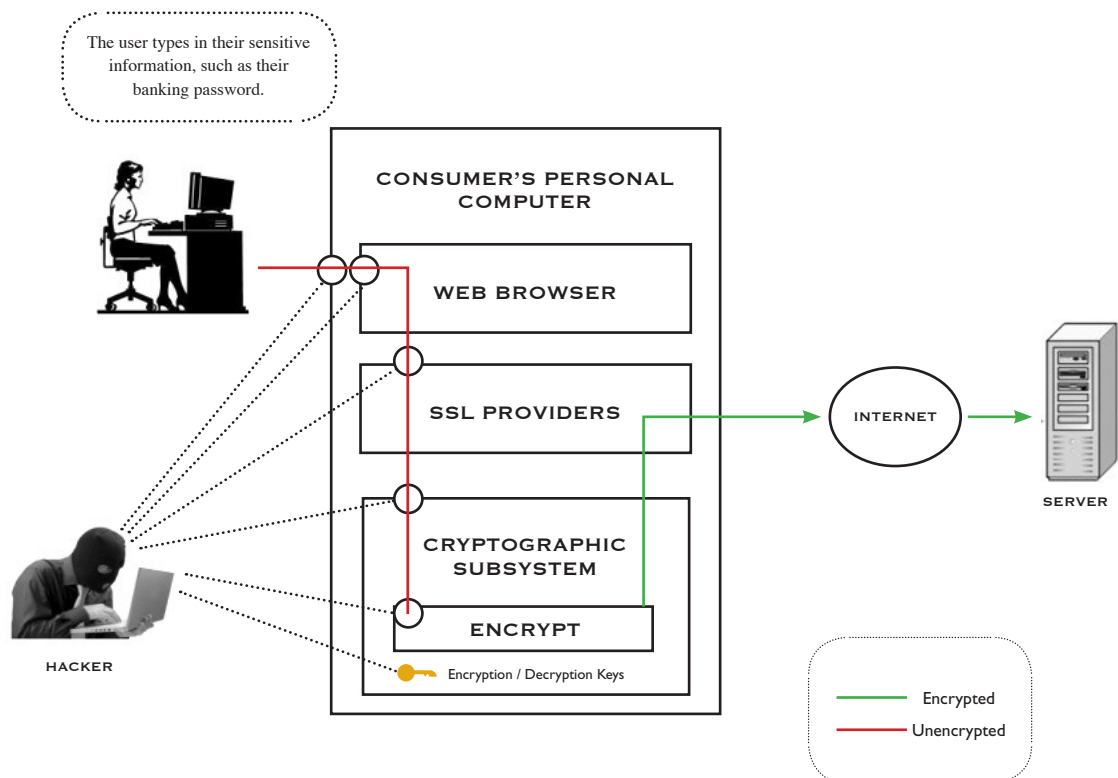 The user types in their sensitive
information, such as their
banking password.
CONSUMER'S PERSONAL
COMPUTER
WEB BROWSER
SSL PROVIDERS
INTERNET
SERVER
CRYPTOGRAPHIC
SUBSYSTEM
ENCRYPT
HACKER
Encryption / Decryption Keys
Encrypted
Unencrypted